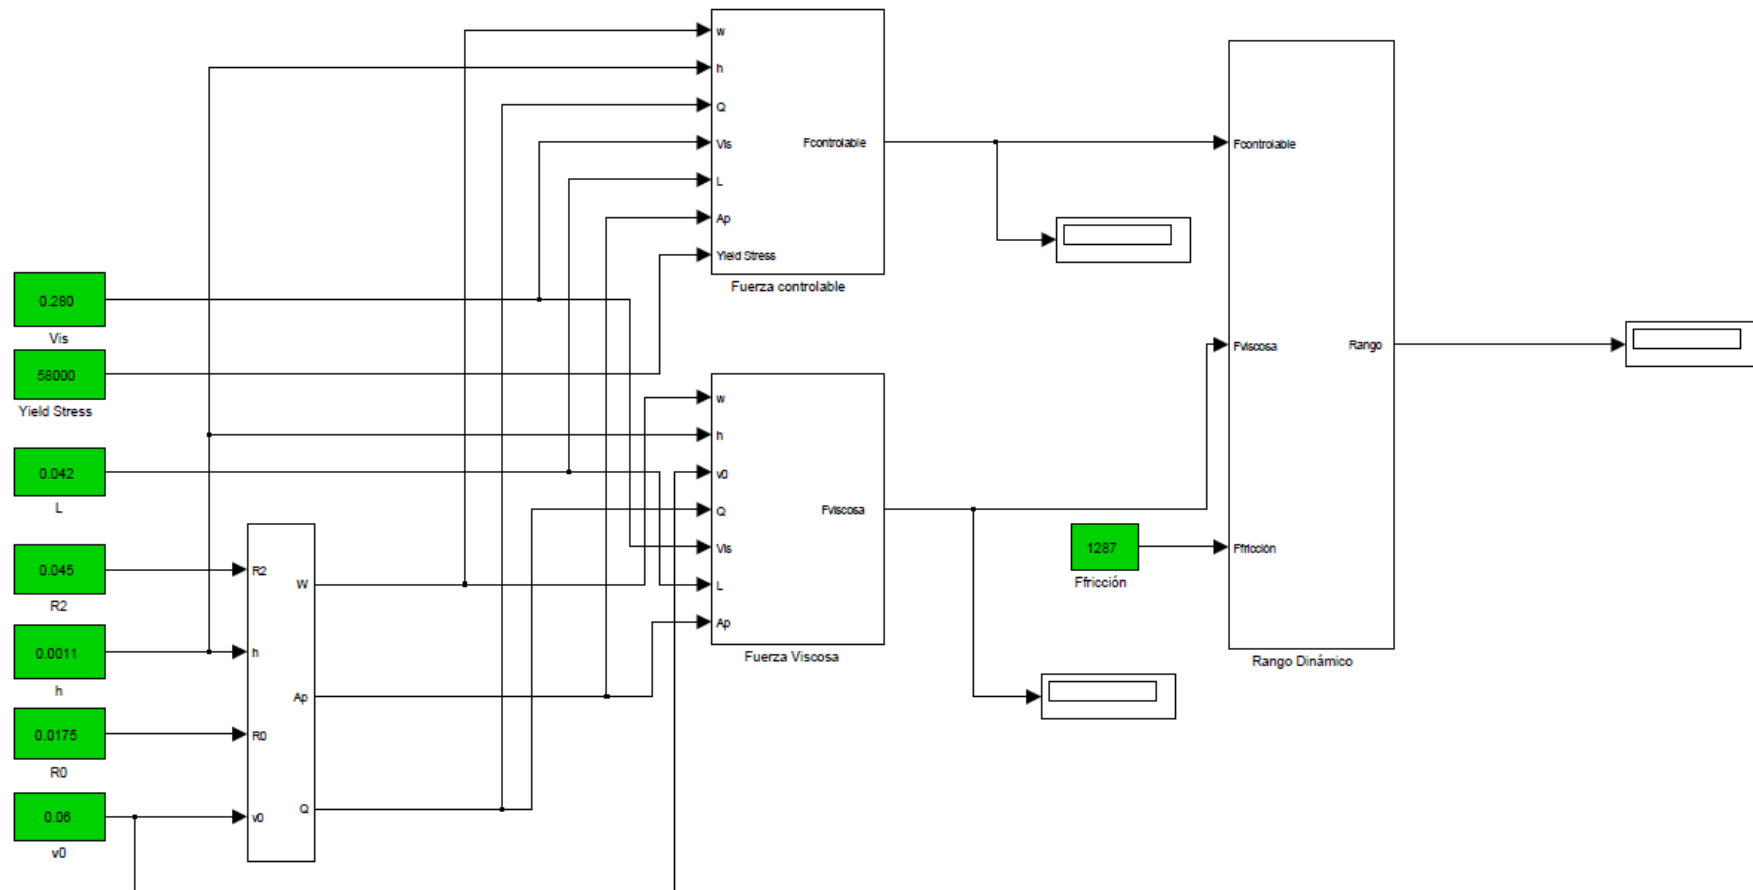 w
h
Q
Vis
L
Ap
Yield Stress
Fcontrolable
Fuerza controlable
Fcontrolable
Fviscosa
Ffricción
Rango
Rango Dinámico
0.280
Vis
58000
Yield Stress
0.042
L
0.045
R2
0.0011
h
0.0175
R0
0.06
v0
R2
h
R0
v0
W
Ap
Q
w
h
v0
Q
Vis
L
Ap
Fviscosa
Fuerza Viscosa
1287
Ffricción